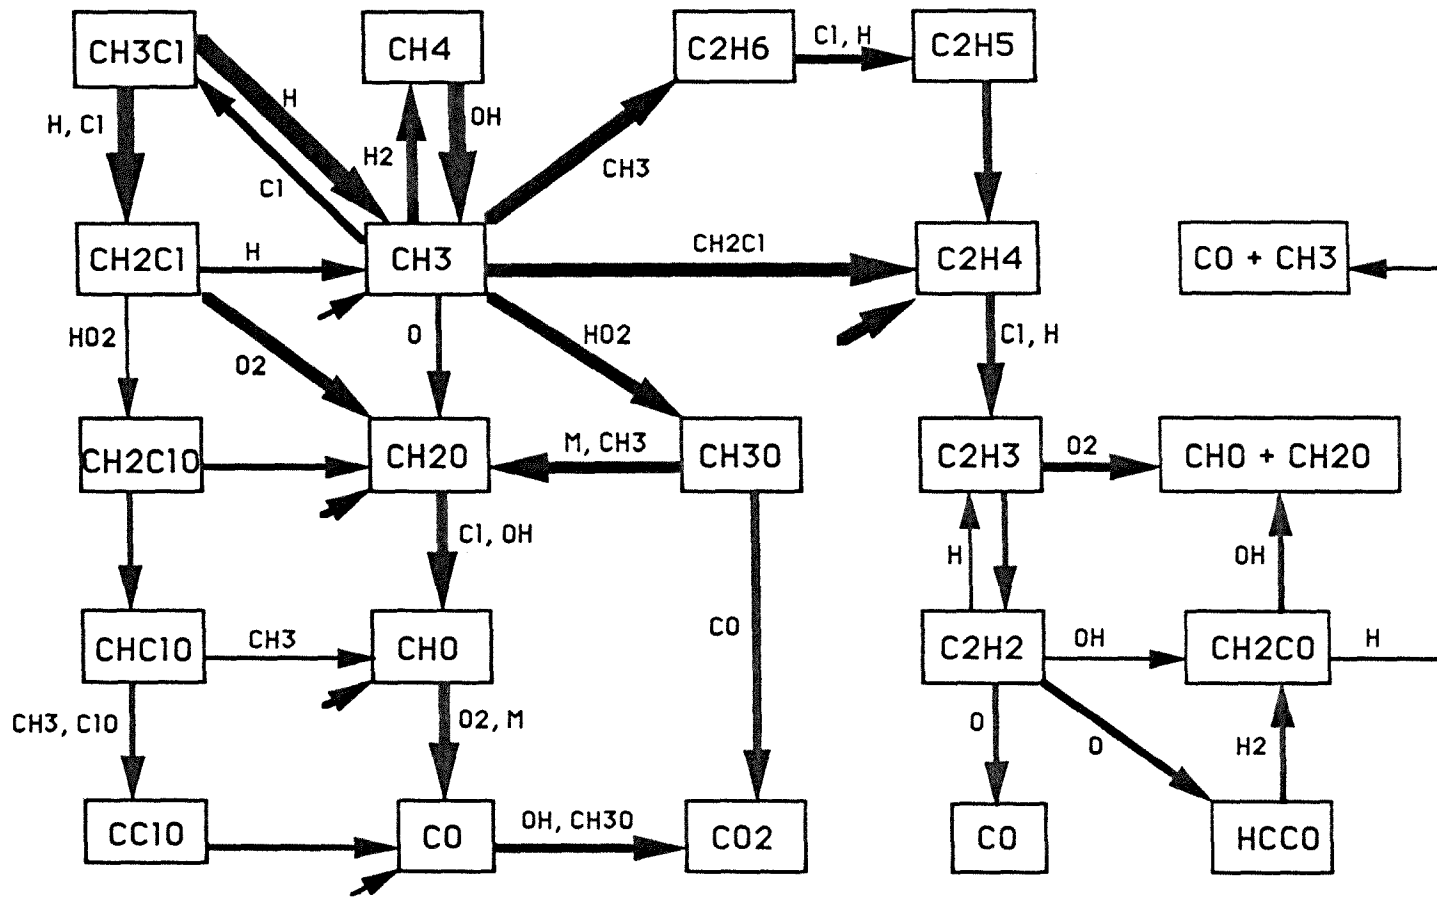 CH3Cl
CH4
C2H6
Cl, H
C2H5
H, Cl
H
Cl
H2
OH
CH3
CH2Cl
H
CH3
CH2Cl
C2H4
CO + CH3
HO2
O2
O
HO2
Cl, H
CH2ClO
CH2O
M, CH3
CH3O
C2H3
O2
CHO + CH2O
Cl, OH
H
OH
CHClO
CH3
CHO
CO
C2H2
OH
CH2CO
H
CH3, ClO
O2, M
O
O
H2
CClO
CO
OH, CH3O
CO2
CO
HCCO